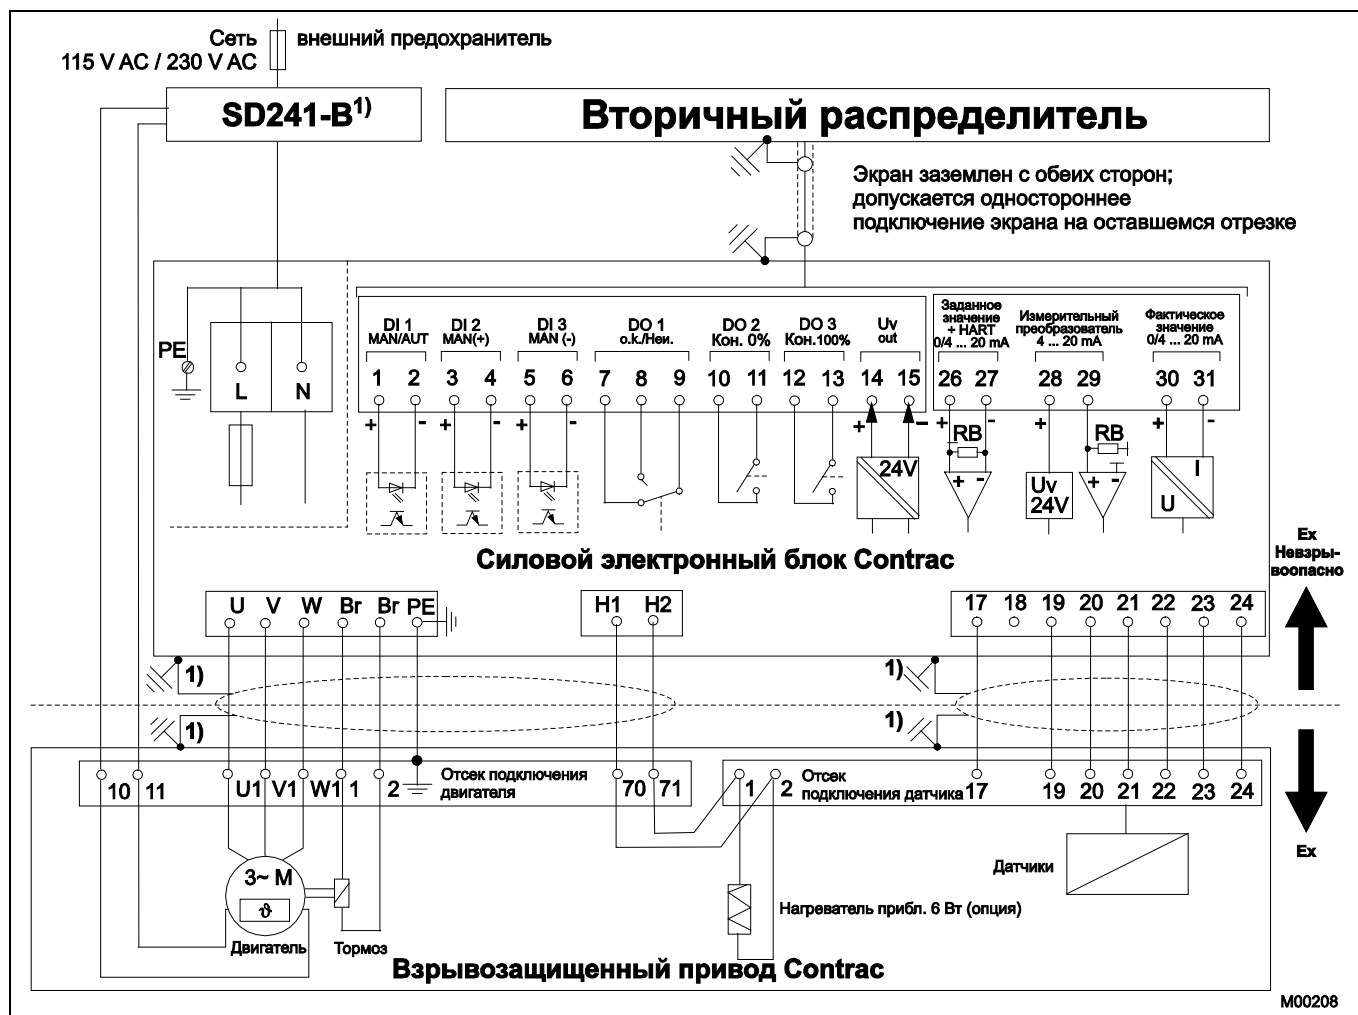 Сеть
115 V AC / 230 V AC
внешний предохранитель
SD241-B1)
Вторичный распределитель
Экран заземлен с обеих сторон;
допускается одностороннее
подключение экрана на оставшемся отрезке
PE
L
N
DI 1
MAN/AUT
DI 2
MAN(+)
DI 3
MAN (-)
DO 1
o.k./Неи.
DO 2
Кон. 0%
DO 3
Кон.100%
Uv
out
Заданное
значение
+ HART
0/4 ... 20 mA
Измерительный
преобразователь
4 ... 20 mA
Фактическое
значение
0/4 ... 20 mA
1 2 3 4 5 6 7 8 9 10 11 12 13 14 15 26 27 28 29 30 31
+ - + - + - + - + - + + -
RB
RB
24V
+ -
Uv
24V
+ -
I
U
Силовой электронный блок Contrac
Ex
Невзры-
воопасно
U V W Br Br PE
H1 H2
17 18 19 20 21 22 23 24
1)
1)
1)
1)
10 11 U1 V1 W1 1 2
Отсек подключения
двигателя
70 71
1 2
Отсек
подключения датчика
17 19 20 21 22 23 24
Ex
3~ M
ϑ
Двигатель
Тормоз
Нагреватель прибл. 6 Вт (опция)
Датчики
Взрывозащищенный привод Contrac
M00208